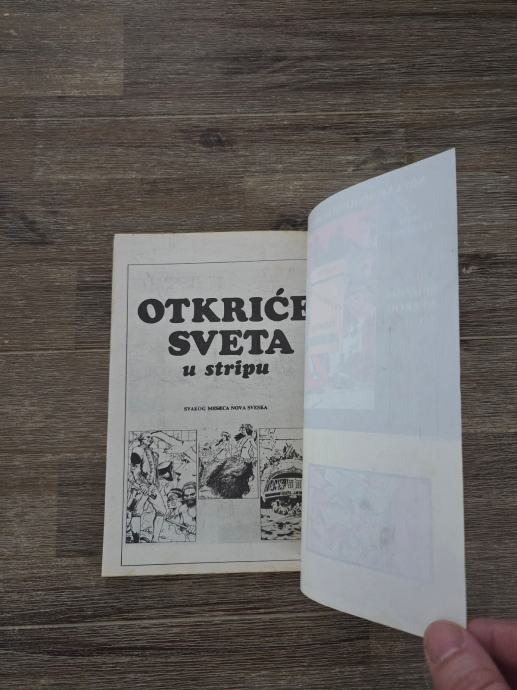 OTKRIĆE
SVETA
u stripu
SVAKOG MESECA NOVA SVESKA